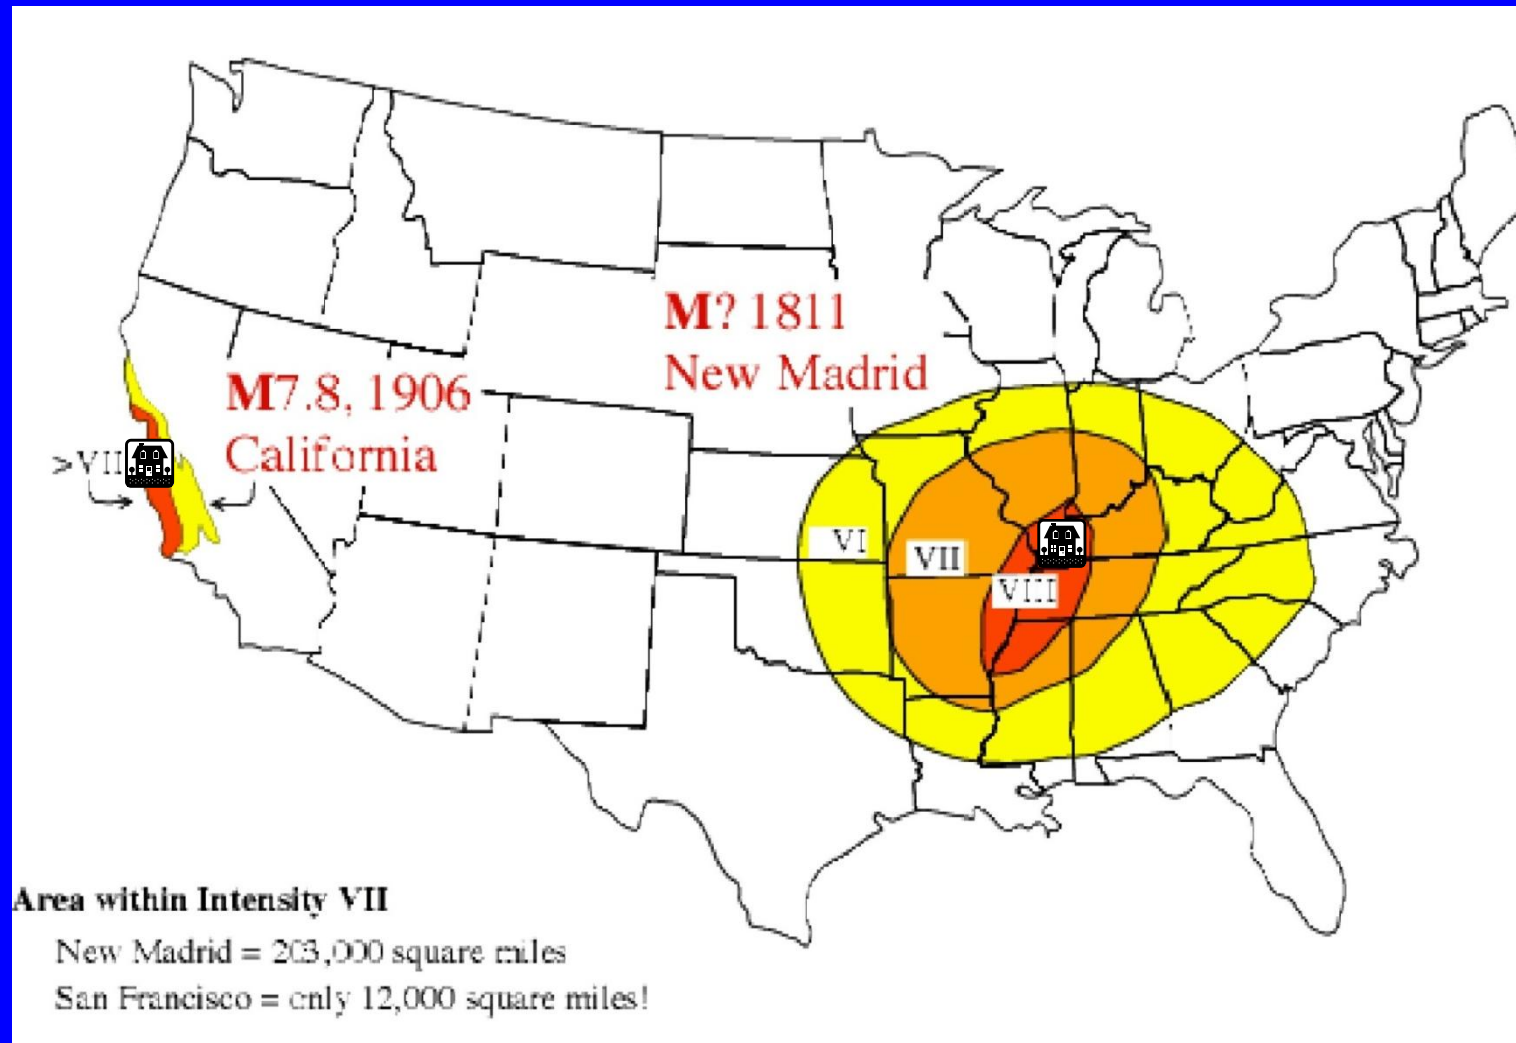 M? 1811
New Madrid
M7.8, 1906
California
>VII
VI
VII
VIII
Area within Intensity VII
New Madrid = 203,000 square miles
San Francisco = only 12,000 square miles!